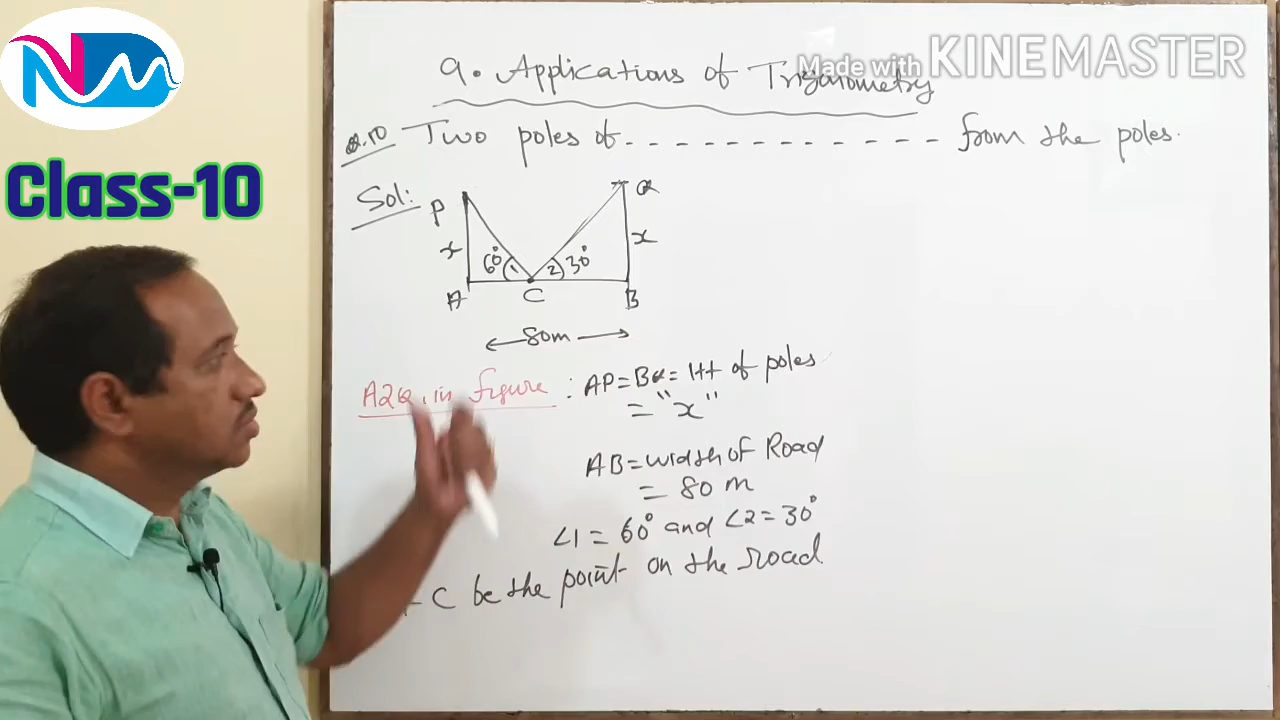 NM
Made with KINEMASTER
9. Applications of Trigonometry
Class-10
Q.10 Two poles of - - - - - - - - - - - - - from the poles.
Sol:
P Q
x x
60° 1 2 30°
A C B
80m
A2Q, in figure : AP=BQ=Ht of poles
= "x"
AB=width of Road
= 80 m
∠1 = 60° and ∠2=30°
C be the point on the road